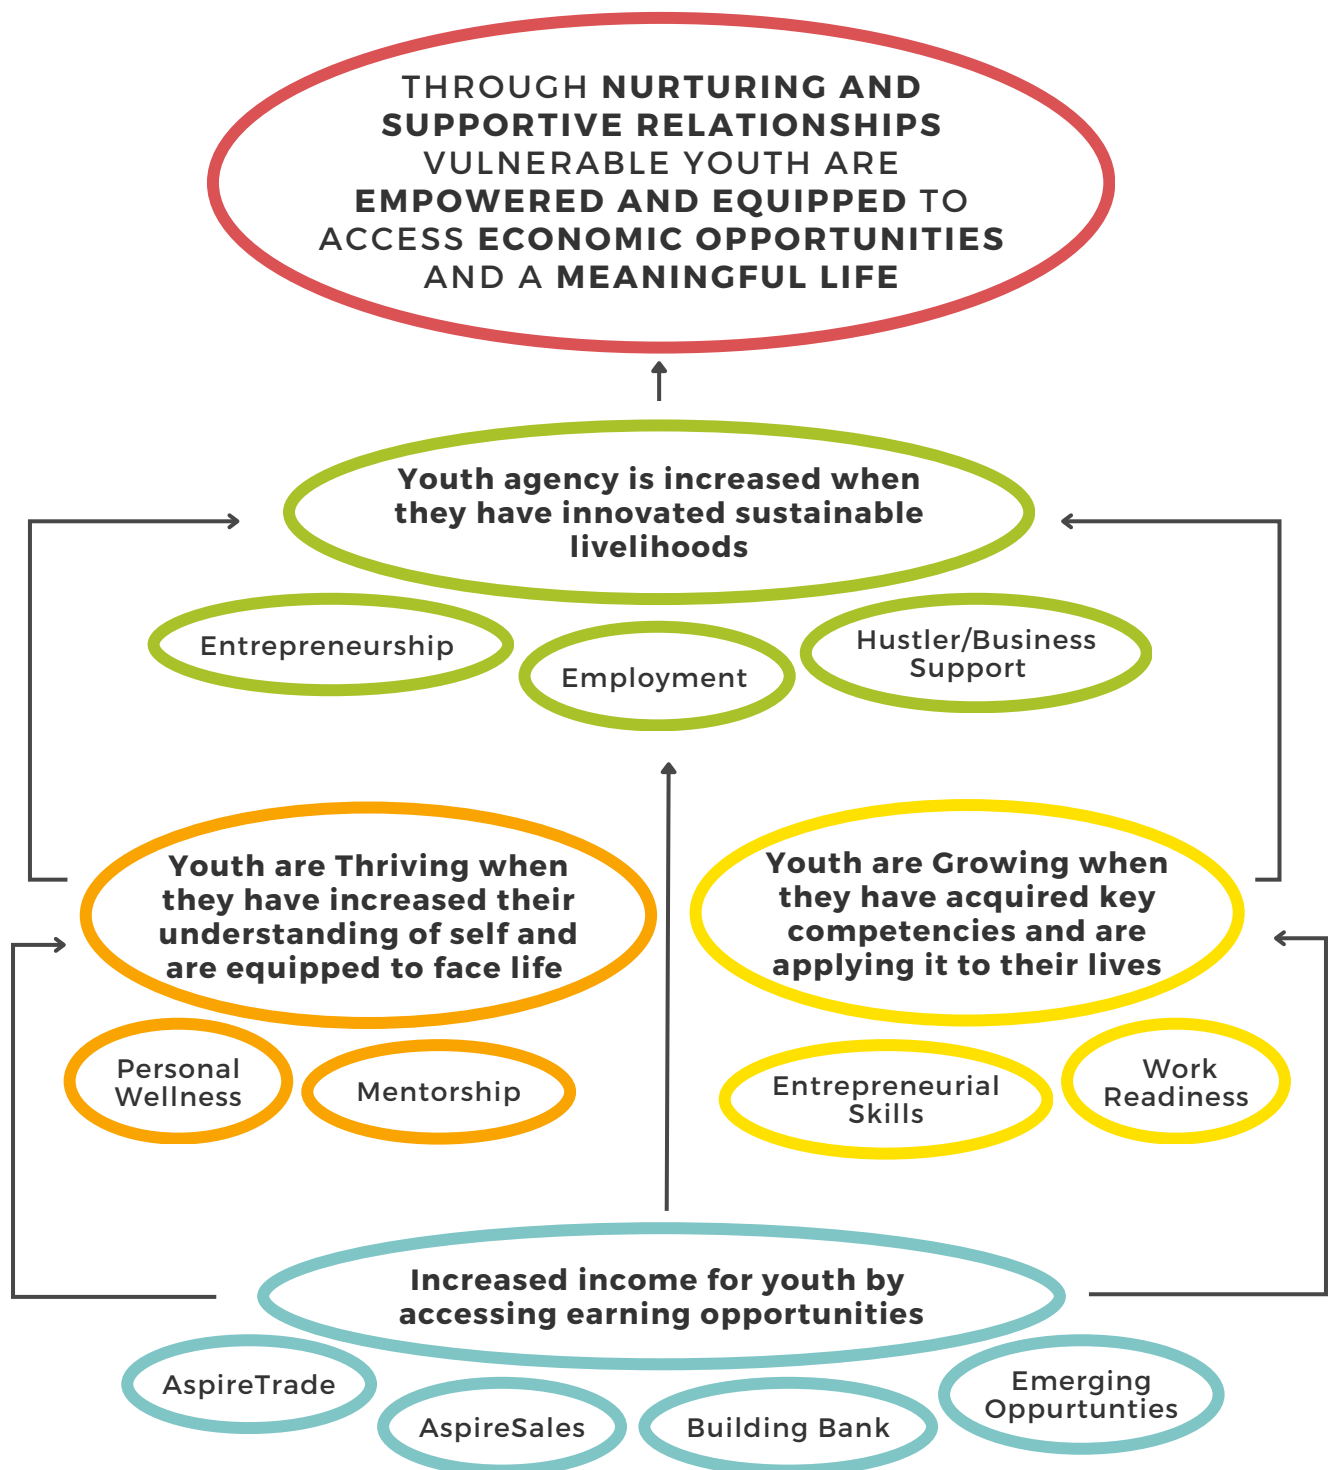 THROUGH NURTURING AND
SUPPORTIVE RELATIONSHIPS
VULNERABLE YOUTH ARE
EMPOWERED AND EQUIPPED TO
ACCESS ECONOMIC OPPORTUNITIES
AND A MEANINGFUL LIFE
Youth agency is increased when
they have innovated sustainable
livelihoods
Entrepreneurship
Employment
Hustler/Business
Support
Youth are Thriving when
they have increased their
understanding of self and
are equipped to face life
Personal
Wellness
Mentorship
Youth are Growing when
they have acquired key
competencies and are
applying it to their lives
Entrepreneurial
Skills
Work
Readiness
Increased income for youth by
accessing earning opportunities
AspireTrade
AspireSales
Building Bank
Emerging
Oppurtunties